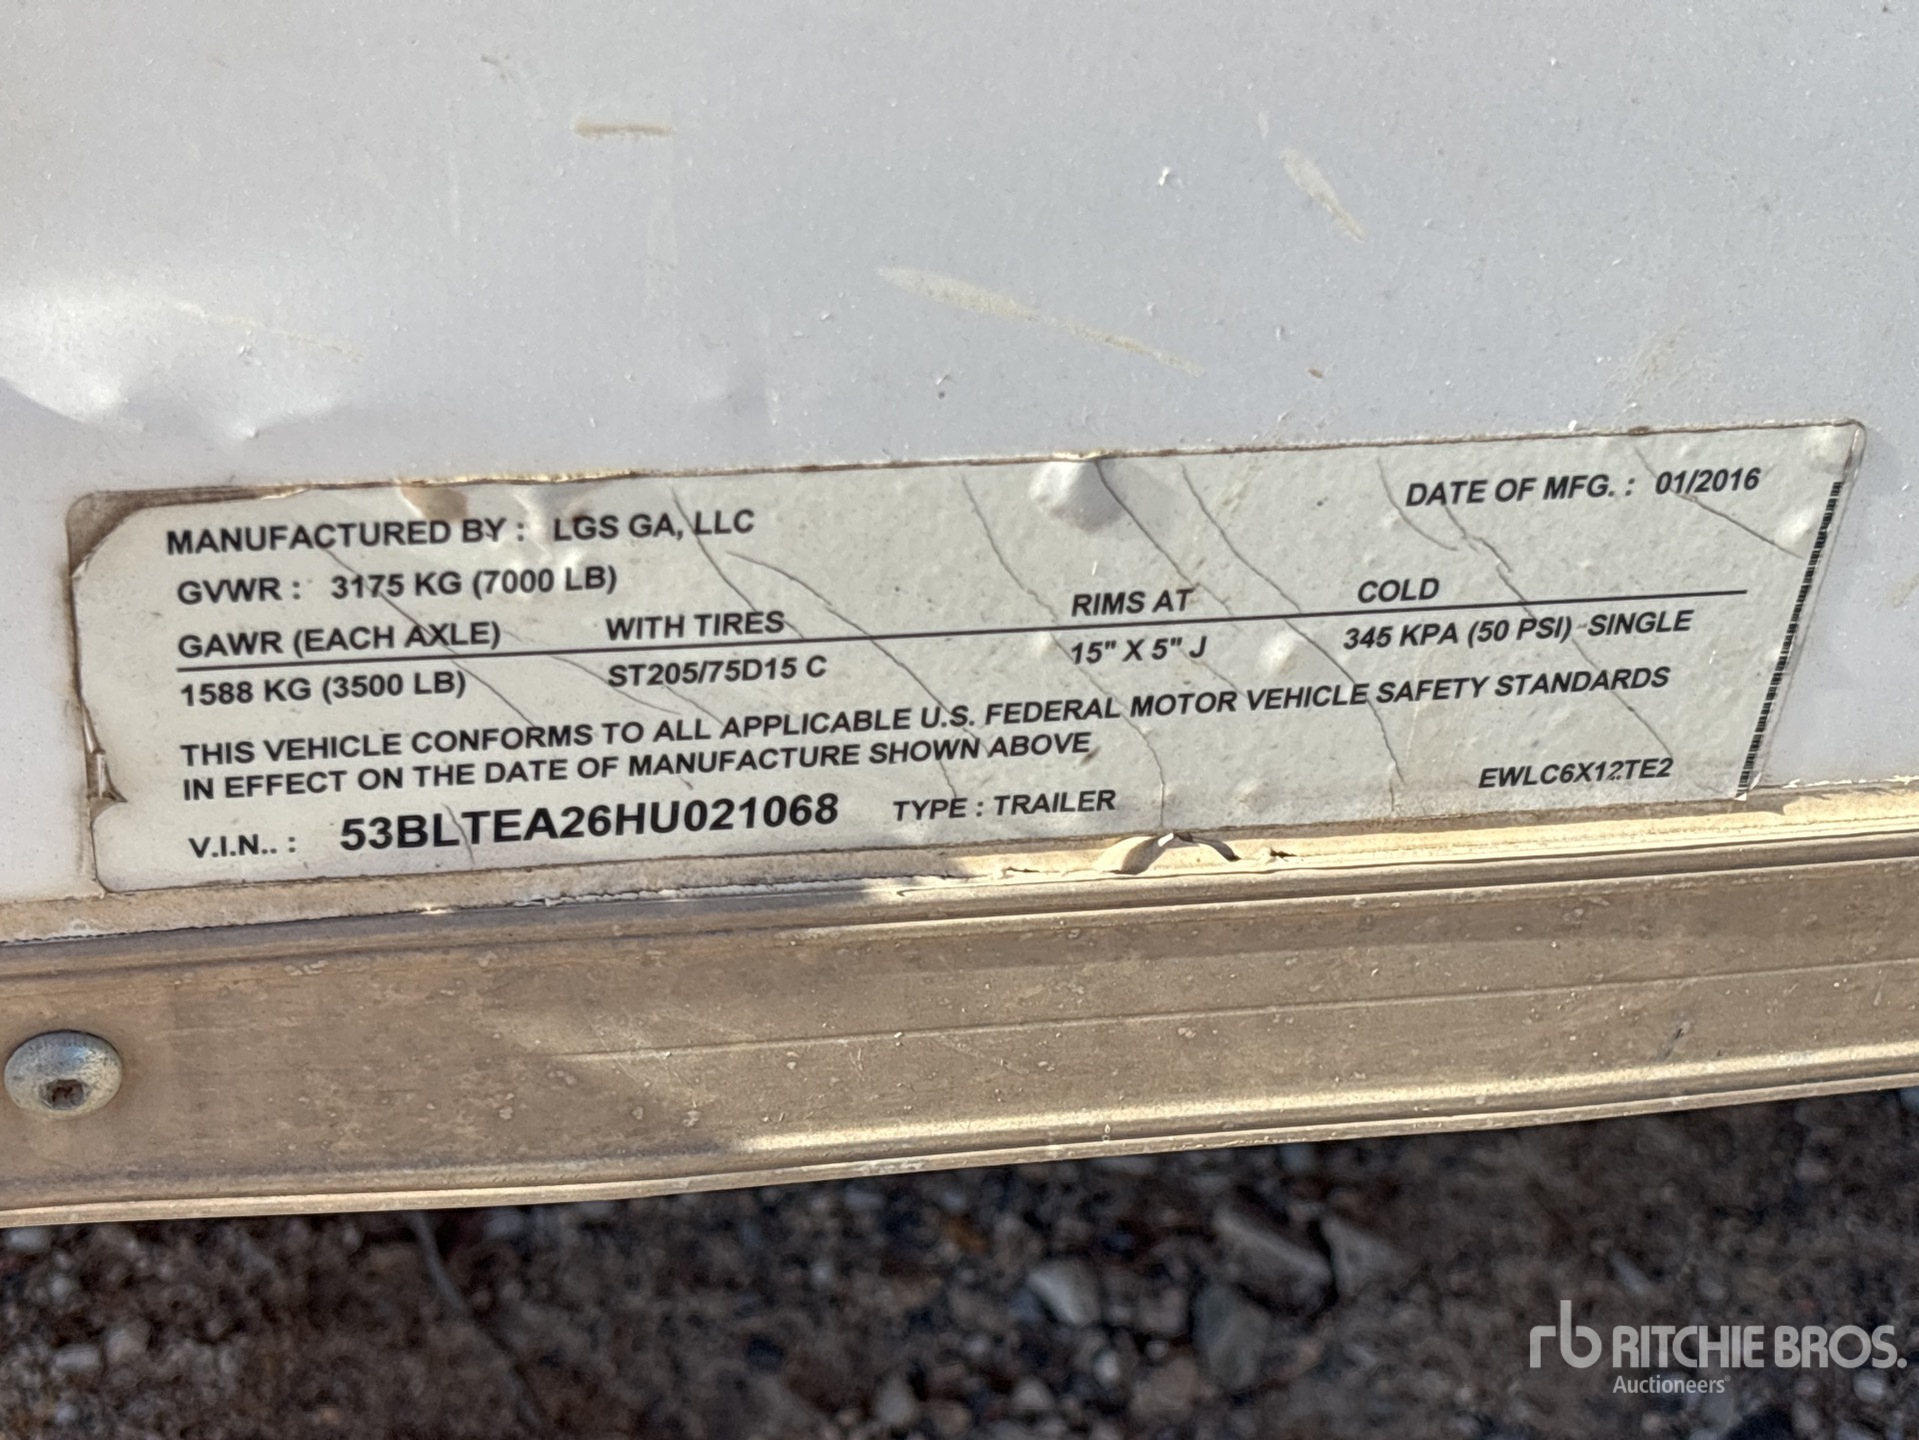 MANUFACTURED BY : LGS GA, LLC DATE OF MFG. : 01/2016
GVWR : 3175 KG (7000 LB)
GAWR (EACH AXLE) WITH TIRES RIMS AT COLD
1588 KG (3500 LB) ST205/75D15 C 15" X 5" J 345 KPA (50 PSI) SINGLE
THIS VEHICLE CONFORMS TO ALL APPLICABLE U.S. FEDERAL MOTOR VEHICLE SAFETY STANDARDS
IN EFFECT ON THE DATE OF MANUFACTURE SHOWN ABOVE
V.I.N.. : 53BLTEA26HU021068 TYPE : TRAILER EWLC6X12TE2
rb RITCHIE BROS.
Auctioneers